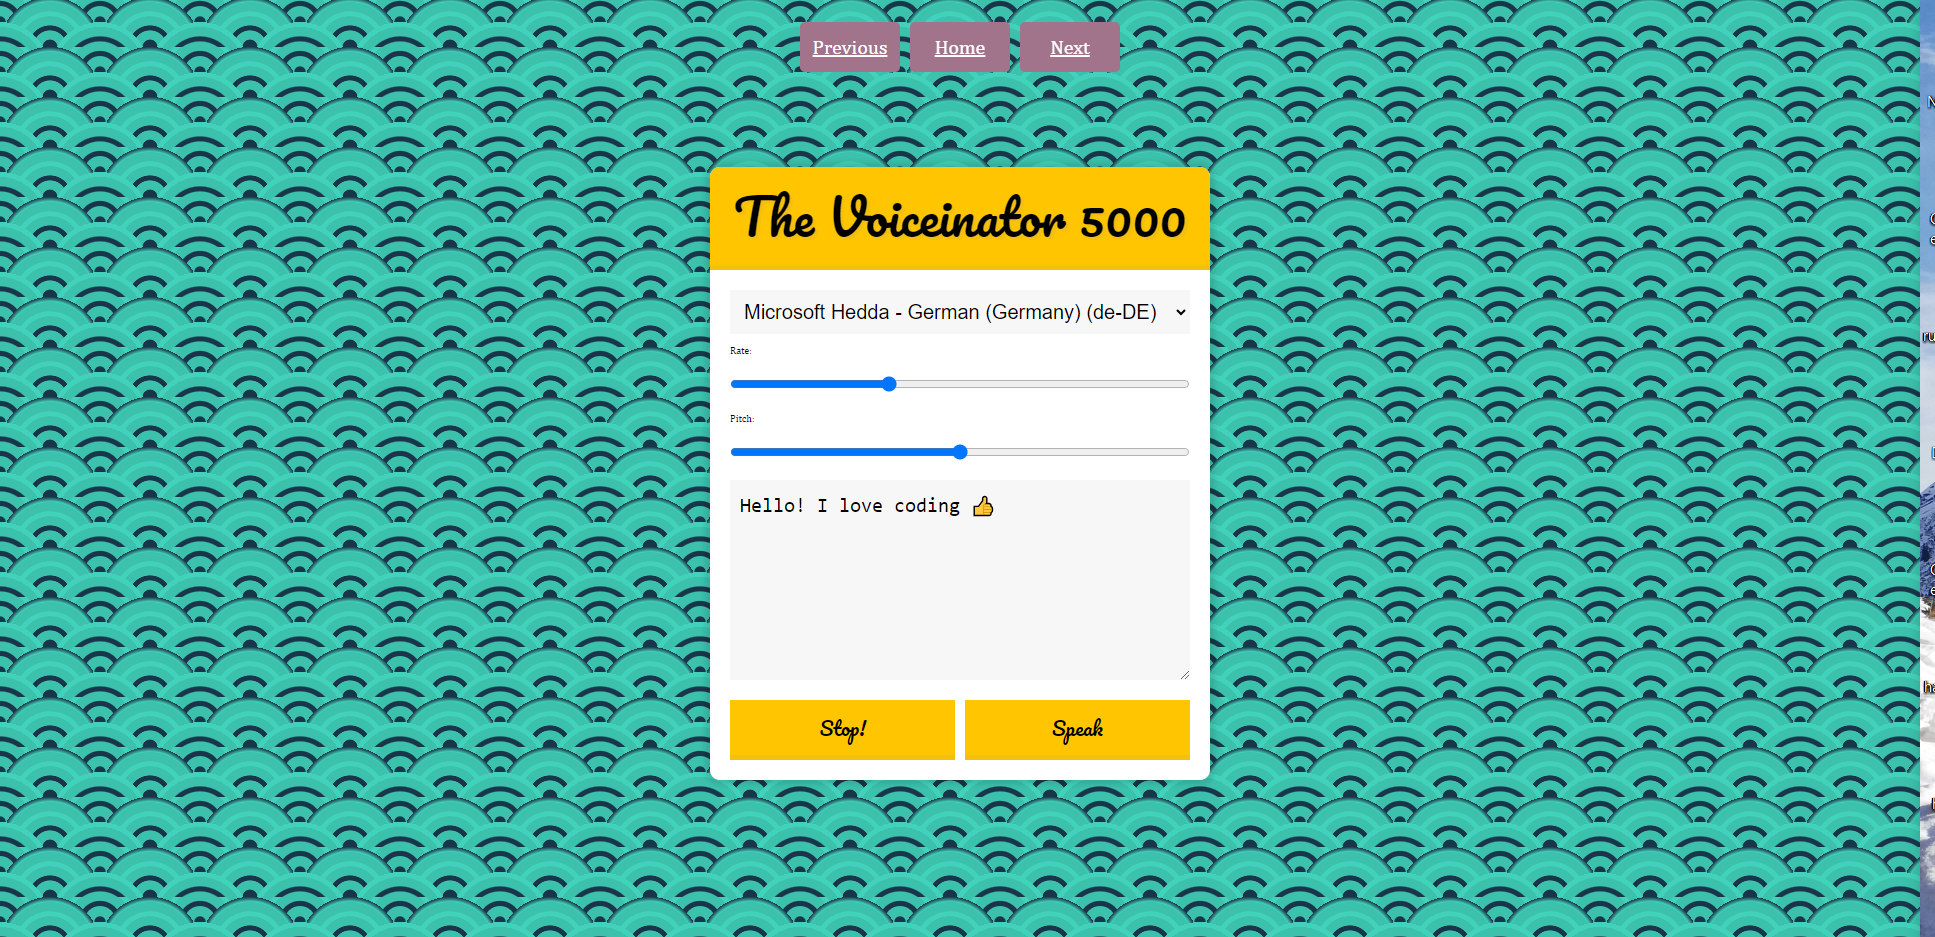 Previous Home Next
The Voiceinator 5000
Microsoft Hedda - German (Germany) (de-DE)
Rate:
Pitch:
Hello! I love coding 👍
Stop! Speak